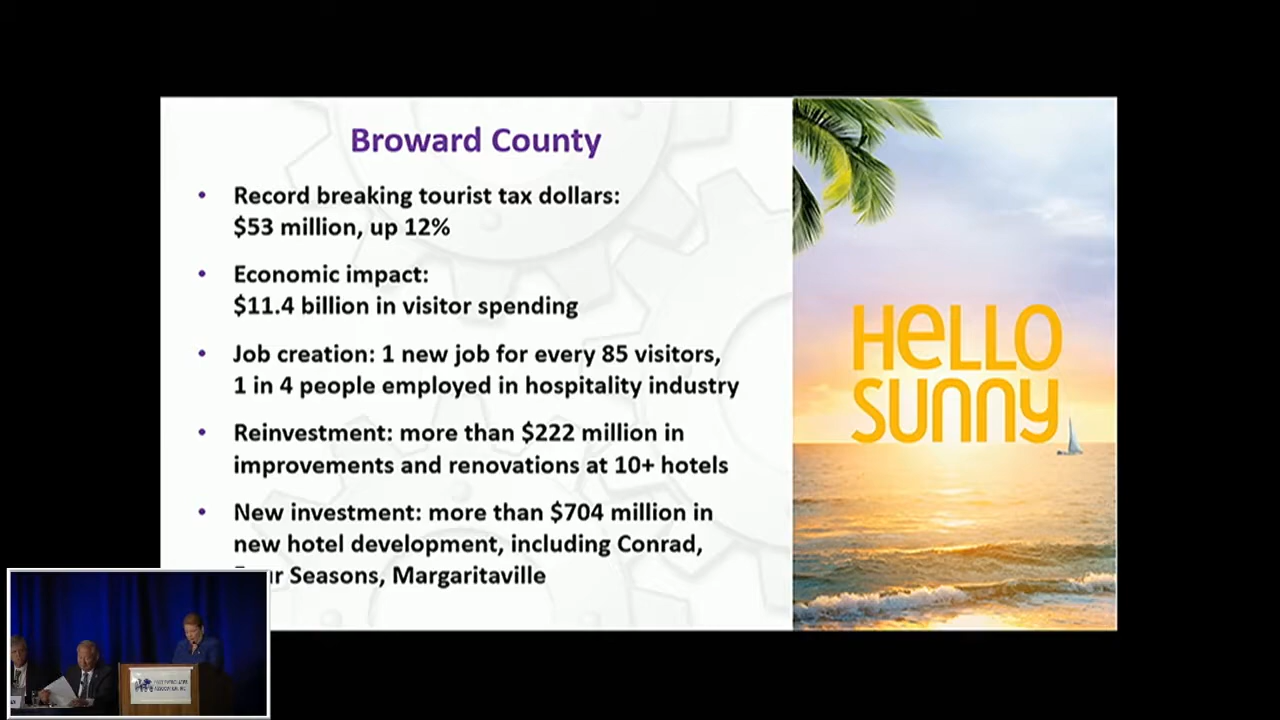 Broward County
• Record breaking tourist tax dollars:
$53 million, up 12%
• Economic impact:
$11.4 billion in visitor spending
• Job creation: 1 new job for every 85 visitors,
1 in 4 people employed in hospitality industry
• Reinvestment: more than $222 million in
improvements and renovations at 10+ hotels
• New investment: more than $704 million in
new hotel development, including Conrad,
Seasons, Margaritaville
HeLLO
SUNNY